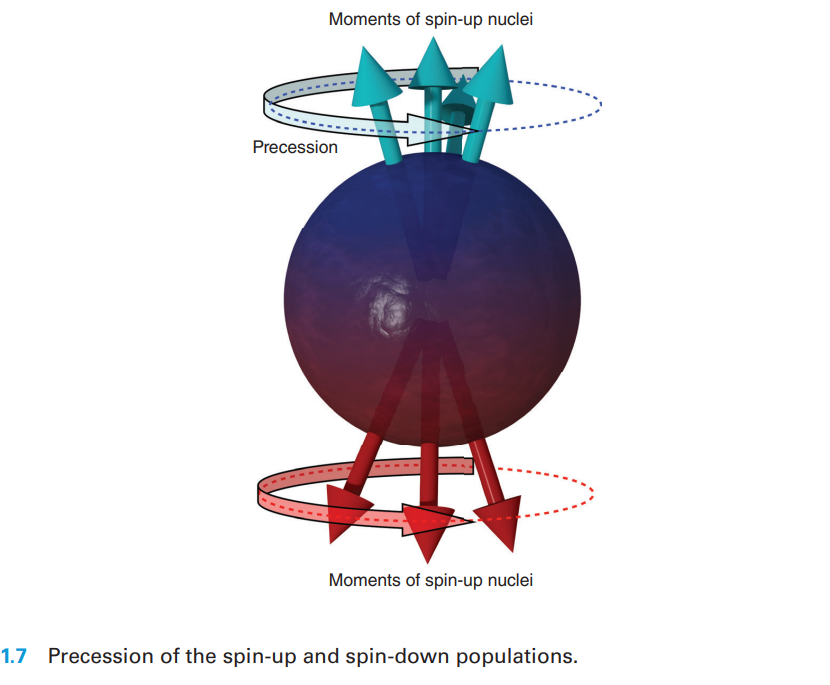 Moments of spin-up nuclei
Precession
Moments of spin-up nuclei
1.7 Precession of the spin-up and spin-down populations.